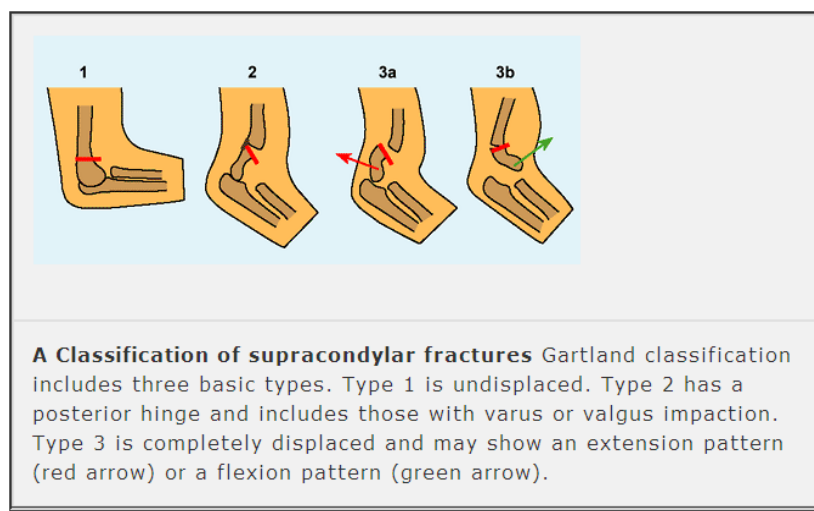 1 2 3a 3b
A Classification of supracondylar fractures Gartland classification
includes three basic types. Type 1 is undisplaced. Type 2 has a
posterior hinge and includes those with varus or valgus impaction.
Type 3 is completely displaced and may show an extension pattern
(red arrow) or a flexion pattern (green arrow).